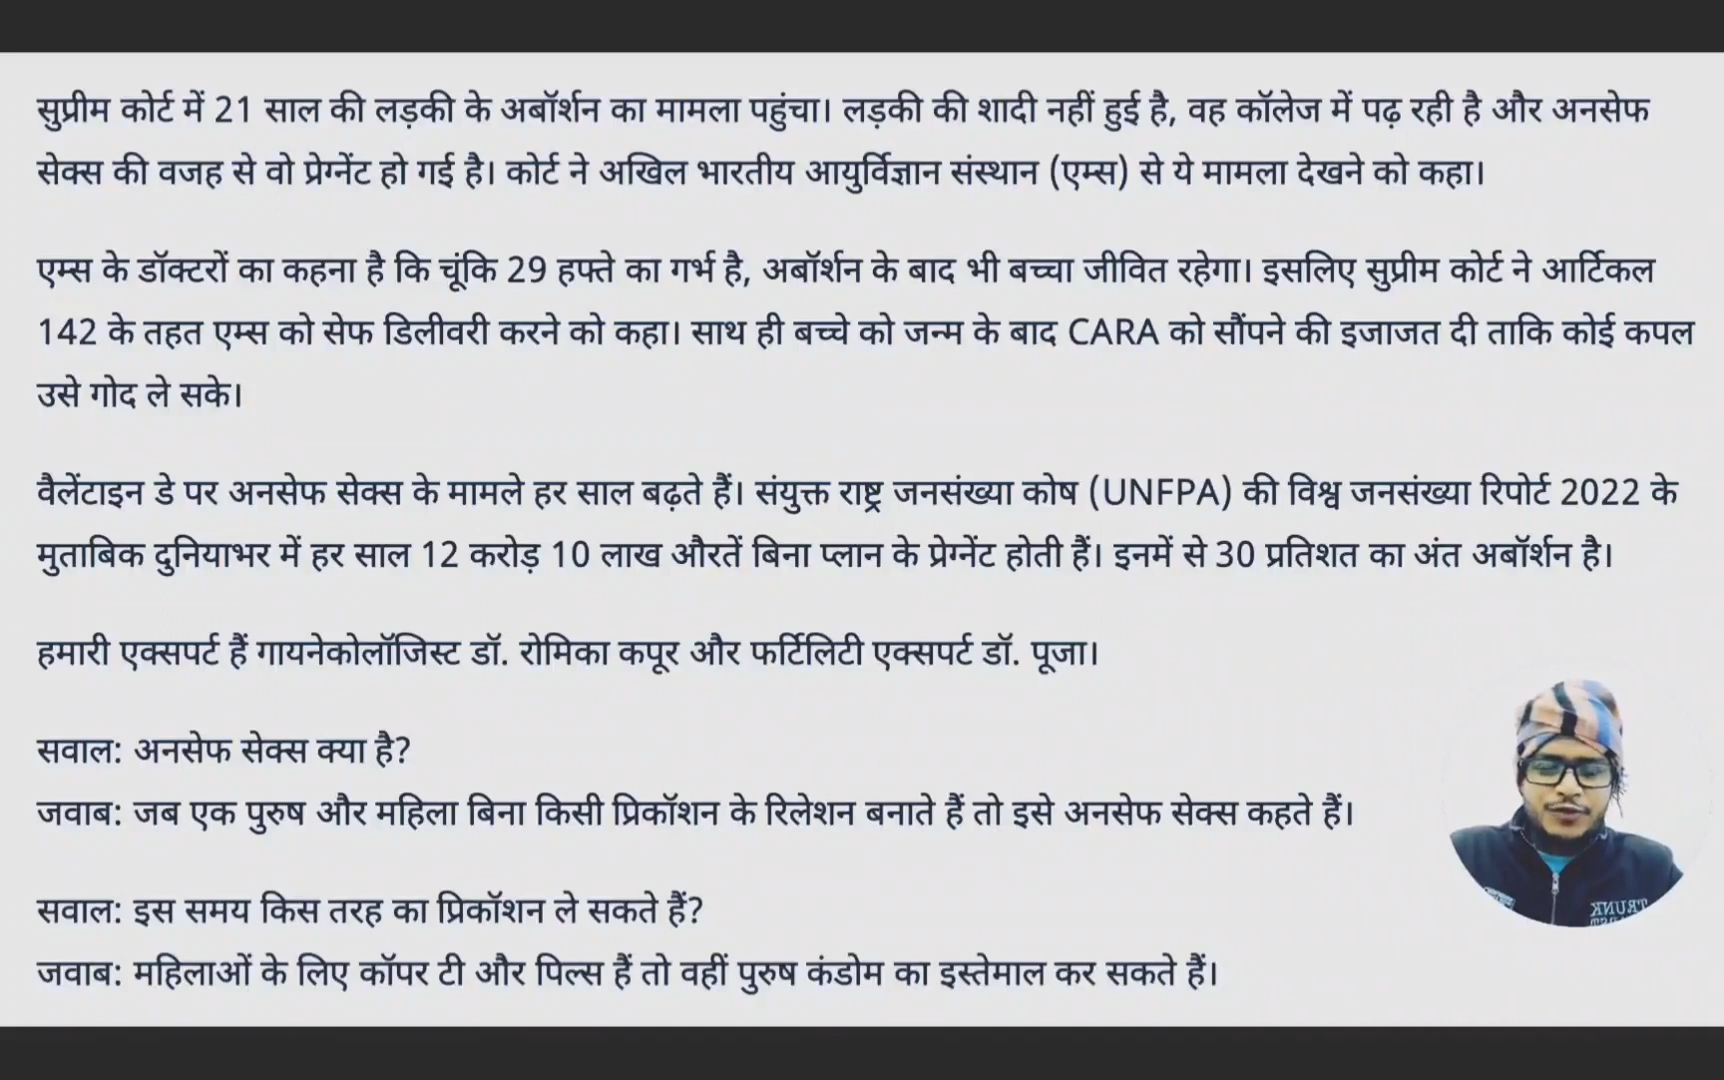 सुप्रीम कोर्ट में 21 साल की लड़की के अबॉर्शन का मामला पहुंचा। लड़की की शादी नहीं हुई है, वह कॉलेज में पढ़ रही है और अनसेफ
सेक्स की वजह से वो प्रेग्नेंट हो गई है। कोर्ट ने अखिल भारतीय आयुर्विज्ञान संस्थान (एम्स) से ये मामला देखने को कहा।
एम्स के डॉक्टरों का कहना है कि चूंकि 29 हफ्ते का गर्भ है, अबॉर्शन के बाद भी बच्चा जीवित रहेगा। इसलिए सुप्रीम कोर्ट ने आर्टिकल
142 के तहत एम्स को सेफ डिलीवरी करने को कहा। साथ ही बच्चे को जन्म के बाद CARA को सौंपने की इजाजत दी ताकि कोई कपल
उसे गोद ले सके।
वैलेंटाइन डे पर अनसेफ सेक्स के मामले हर साल बढ़ते हैं। संयुक्त राष्ट्र जनसंख्या कोष (UNFPA) की विश्व जनसंख्या रिपोर्ट 2022 के
मुताबिक दुनियाभर में हर साल 12 करोड़ 10 लाख औरतें बिना प्लान के प्रेग्नेंट होती हैं। इनमें से 30 प्रतिशत का अंत अबॉर्शन है।
हमारी एक्सपर्ट हैं गायनेकोलॉजिस्ट डॉ. रोमिका कपूर और फर्टिलिटी एक्सपर्ट डॉ. पूजा।
सवाल: अनसेफ सेक्स क्या है?
जवाब: जब एक पुरुष और महिला बिना किसी प्रिकॉशन के रिलेशन बनाते हैं तो इसे अनसेफ सेक्स कहते हैं।
सवाल: इस समय किस तरह का प्रिकॉशन ले सकते हैं?
जवाब: महिलाओं के लिए कॉपर टी और पिल्स हैं तो वहीं पुरुष कंडोम का इस्तेमाल कर सकते हैं।
TRUNK